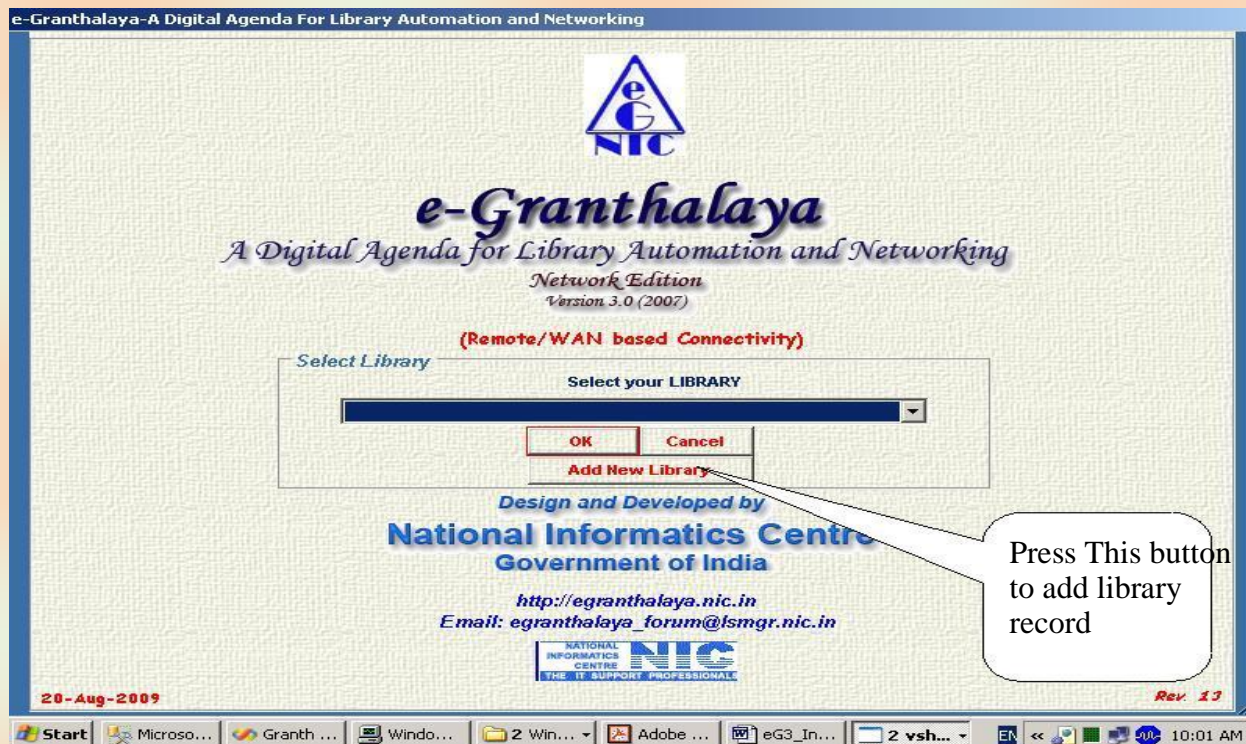 e-Granthalaya-A Digital Agenda For Library Automation and Networking
eG
NIC
e-Granthalaya
A Digital Agenda for Library Automation and Networking
Network Edition
Version 3.0 (2007)
(Remote/WAN based Connectivity)
Select Library
Select your LIBRARY
OK Cancel
Add New Library
Press This button
to add library
record
Design and Developed by
National Informatics Centre
Government of India
http://egranthalaya.nic.in
Email: egranthalaya_forum@lsmgr.nic.in
NATIONAL
INFORMATICS
CENTRE
NIC
THE IT SUPPORT PROFESSIONALS
20-Aug-2009 Rev. 13
Start Microso... Granth ... Windo... 2 Win... Adobe ... eG3_In... 2 vsh... EN « 10:01 AM